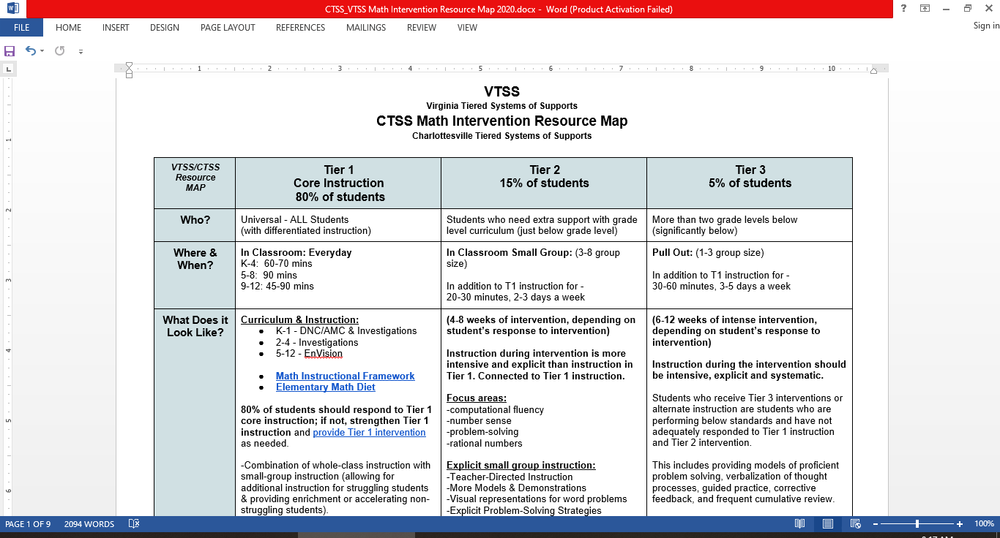 CTSS_VTSS Math Intervention Resource Map 2020.docx - Word (Product Activation Failed)
FILE HOME INSERT DESIGN PAGE LAYOUT REFERENCES MAILINGS REVIEW VIEW
Sign in
1 2 3 4 5 6 7 8 9 10
VTSS
Virginia Tiered Systems of Supports
CTSS Math Intervention Resource Map
Charlottesville Tiered Systems of Supports
VTSS/CTSS
Resource
MAP
Tier 1
Core Instruction
80% of students
Tier 2
15% of students
Tier 3
5% of students
Who?
Universal - ALL Students
(with differentiated instruction)
Students who need extra support with grade
level curriculum (just below grade level)
More than two grade levels below
(significantly below)
Where &
When?
In Classroom: Everyday
K-4: 60-70 mins
5-8: 90 mins
9-12: 45-90 mins
In Classroom Small Group: (3-8 group
size)
In addition to T1 instruction for -
20-30 minutes, 2-3 days a week
Pull Out: (1-3 group size)
In addition to T1 instruction for -
30-60 minutes, 3-5 days a week
What Does it
Look Like?
Curriculum & Instruction:
● K-1 - DNC/AMC & Investigations
● 2-4 - Investigations
● 5-12 - EnVision
● Math Instructional Framework
● Elementary Math Diet
80% of students should respond to Tier 1
core instruction; if not, strengthen Tier 1
instruction and provide Tier 1 intervention
as needed.
-Combination of whole-class instruction with
small-group instruction (allowing for
additional instruction for struggling students
& providing enrichment or accelerating non-
struggling students).
(4-8 weeks of intervention, depending on
student's response to intervention)
Instruction during intervention is more
intensive and explicit than instruction in
Tier 1. Connected to Tier 1 instruction.
Focus areas:
-computational fluency
-number sense
-problem-solving
-rational numbers
Explicit small group instruction:
-Teacher-Directed Instruction
-More Models & Demonstrations
-Visual representations for word problems
-Explicit Problem-Solving Strategies
(6-12 weeks of intense intervention,
depending on student's response to
intervention)
Instruction during the intervention should
be intensive, explicit and systematic.
Students who receive Tier 3 interventions or
alternate instruction are students who are
performing below standards and have not
adequately responded to Tier 1 instruction
and Tier 2 intervention.
This includes providing models of proficient
problem solving, verbalization of thought
processes, guided practice, corrective
feedback, and frequent cumulative review.
1
2
3
4
5
6
PAGE 1 OF 9 2094 WORDS
100%